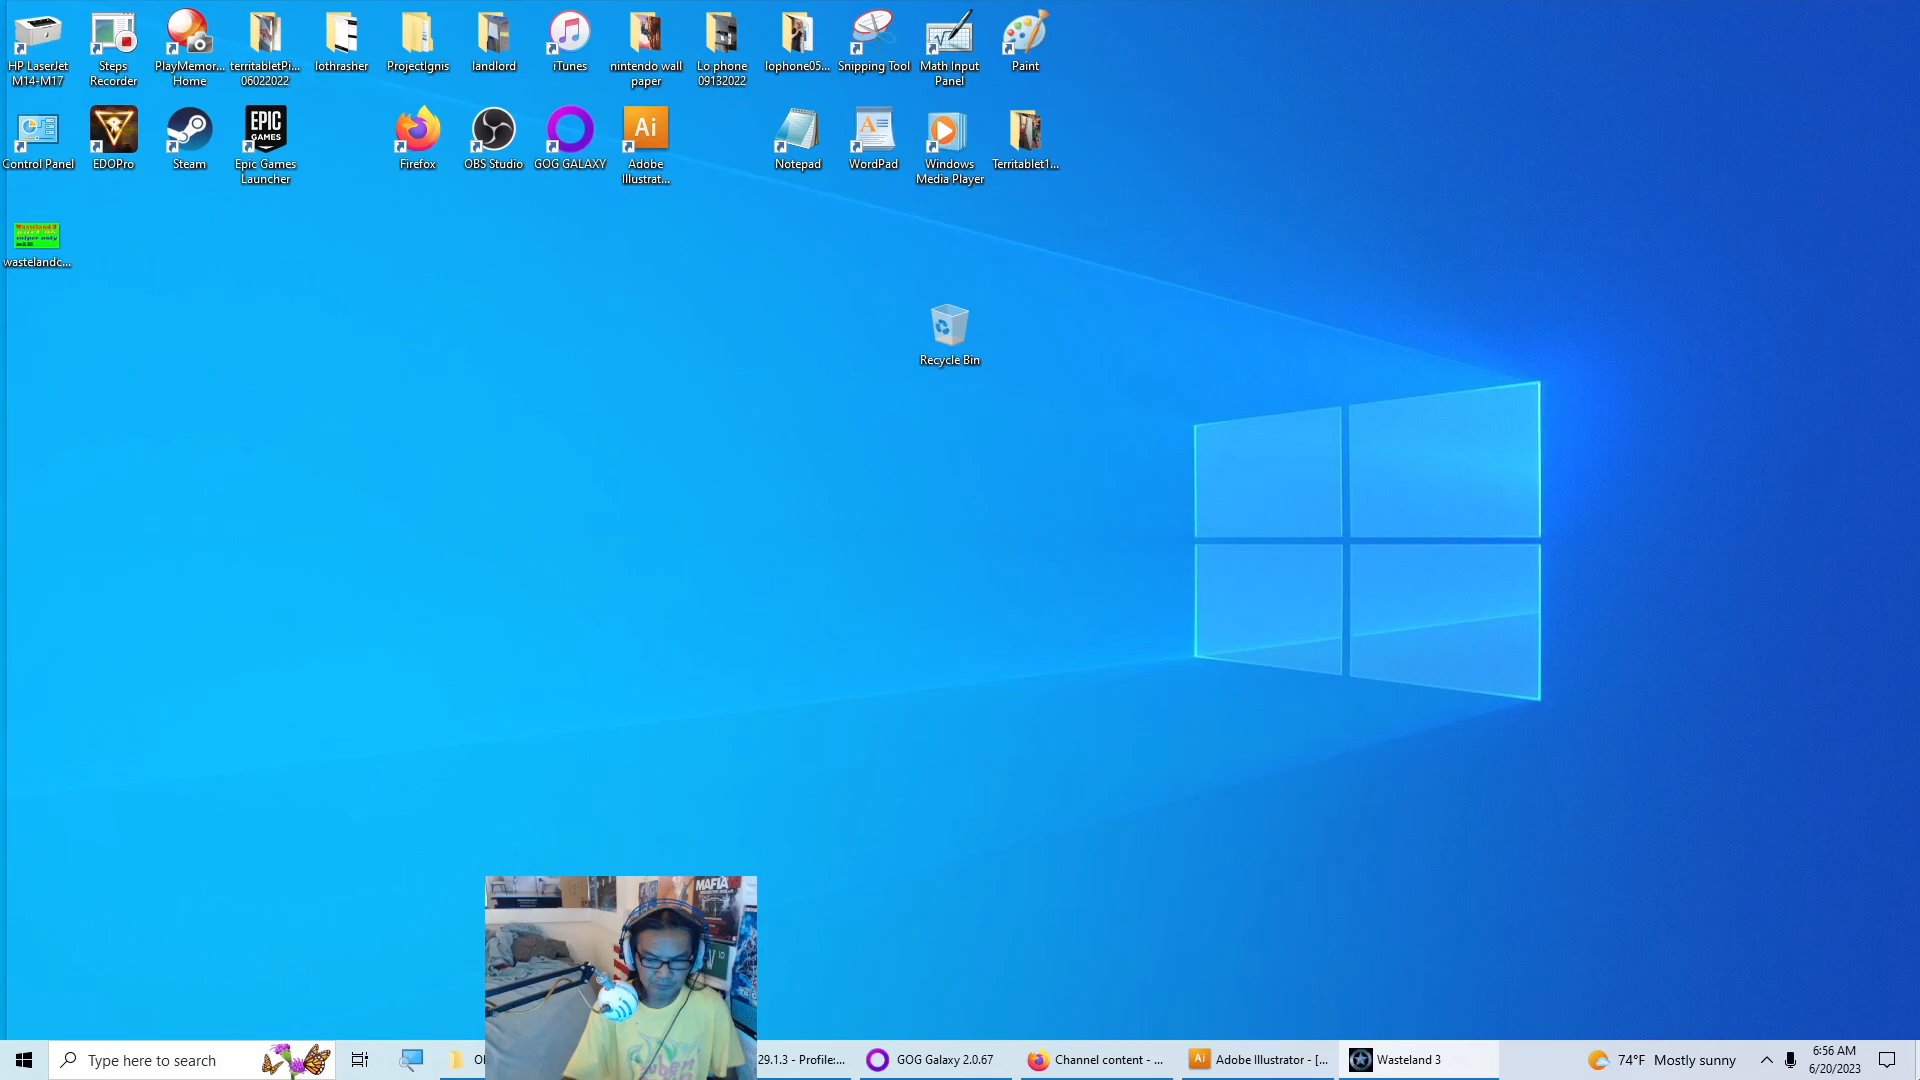 HP LaserJet
M14-M17
Steps
Recorder
PlayMemor...
Home
territabletPi...
06022022
lothrasher
ProjectIgnis
landlord
iTunes
nintendo wall
paper
Lo phone
09132022
lophone05...
Snipping Tool
Math Input
Panel
Paint
Control Panel
EDOPro
Steam
EPIC
GAMES
Epic Games
Launcher
Firefox
OBS Studio
GOG GALAXY
Ai
Adobe
Illustrat...
Notepad
WordPad
Windows
Media Player
Territablet1...
Wasteland 3
wastelandc...
Recycle Bin
MAFIA
Type here to search
29.1.3 - Profile:...
GOG Galaxy 2.0.67
Channel content - ...
Ai
Adobe Illustrator - [...
Wasteland 3
74°F Mostly sunny
6:56 AM
6/20/2023